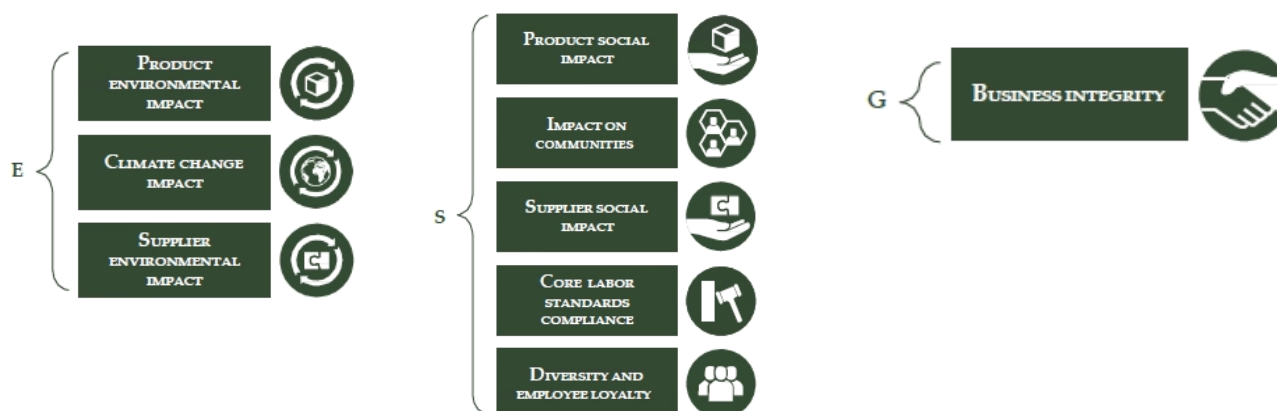 E
PRODUCT
ENVIRONMENTAL
IMPACT
CLIMATE CHANGE
IMPACT
SUPPLIER
ENVIRONMENTAL
IMPACT
S
PRODUCT SOCIAL
IMPACT
IMPACT ON
COMMUNITIES
SUPPLIER SOCIAL
IMPACT
CORE LABOR
STANDARDS
COMPLIANCE
DIVERSITY AND
EMPLOYEE LOYALTY
G
BUSINESS INTEGRITY